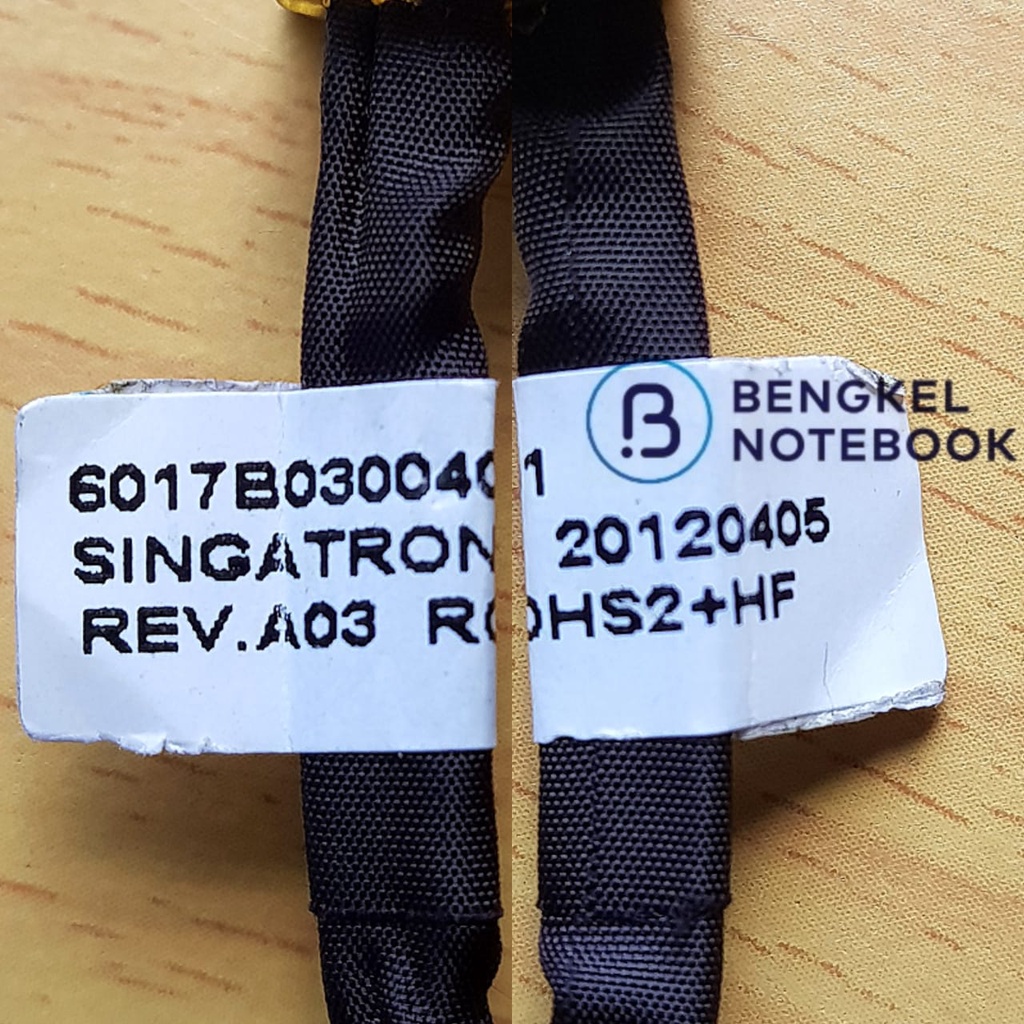 6017B0300401
SINGATRON 20120405
REV.A03 ROHS2+HF
BENGKEL
NOTEBOOK